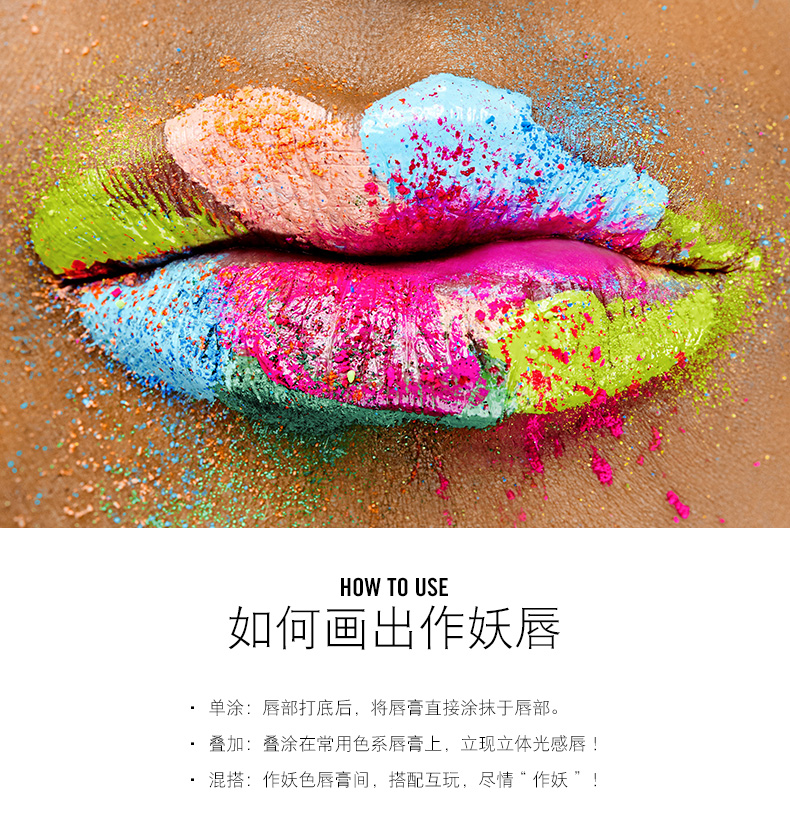 HOW TO USE
如何画出作妖唇
· 单涂：唇部打底后，将唇膏直接涂抹于唇部。
· 叠加：叠涂在常用色系唇膏上，立现立体光感唇！
· 混搭：作妖色唇膏间，搭配互玩，尽情“作妖”！